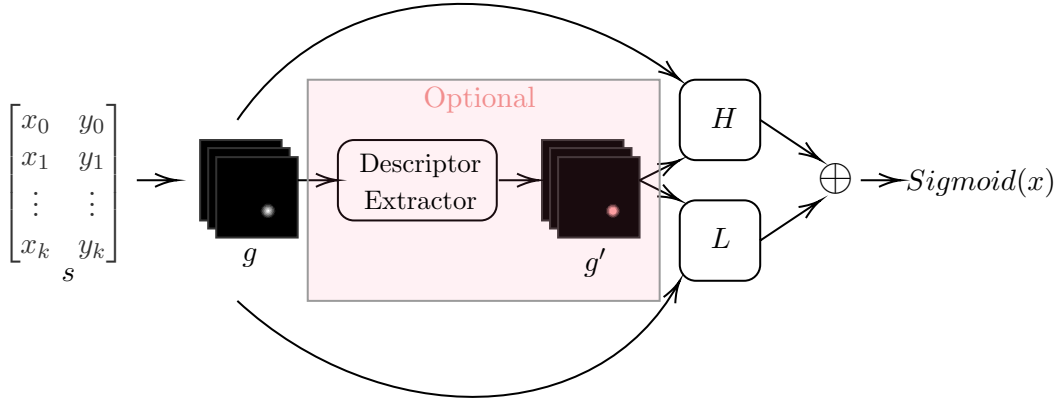 Optional
x₀ y₀
x₁ y₁
⋮ ⋮
xₖ yₖ
s
g
Descriptor
Extractor
g′
H
L
⊕
Sigmoid(x)